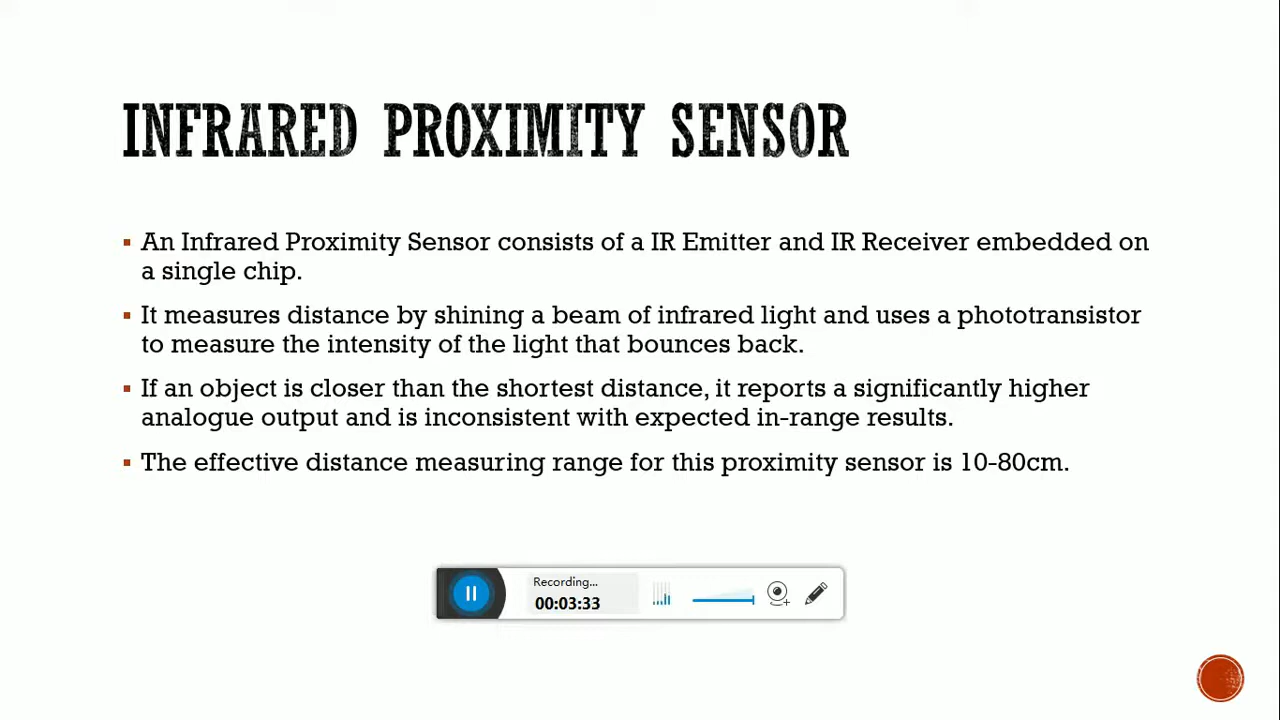 INFRARED PROXIMITY SENSOR
An Infrared Proximity Sensor consists of a IR Emitter and IR Receiver embedded on
a single chip.
It measures distance by shining a beam of infrared light and uses a phototransistor
to measure the intensity of the light that bounces back.
If an object is closer than the shortest distance, it reports a significantly higher
analogue output and is inconsistent with expected in-range results.
The effective distance measuring range for this proximity sensor is 10-80cm.
Recording...
00:03:33